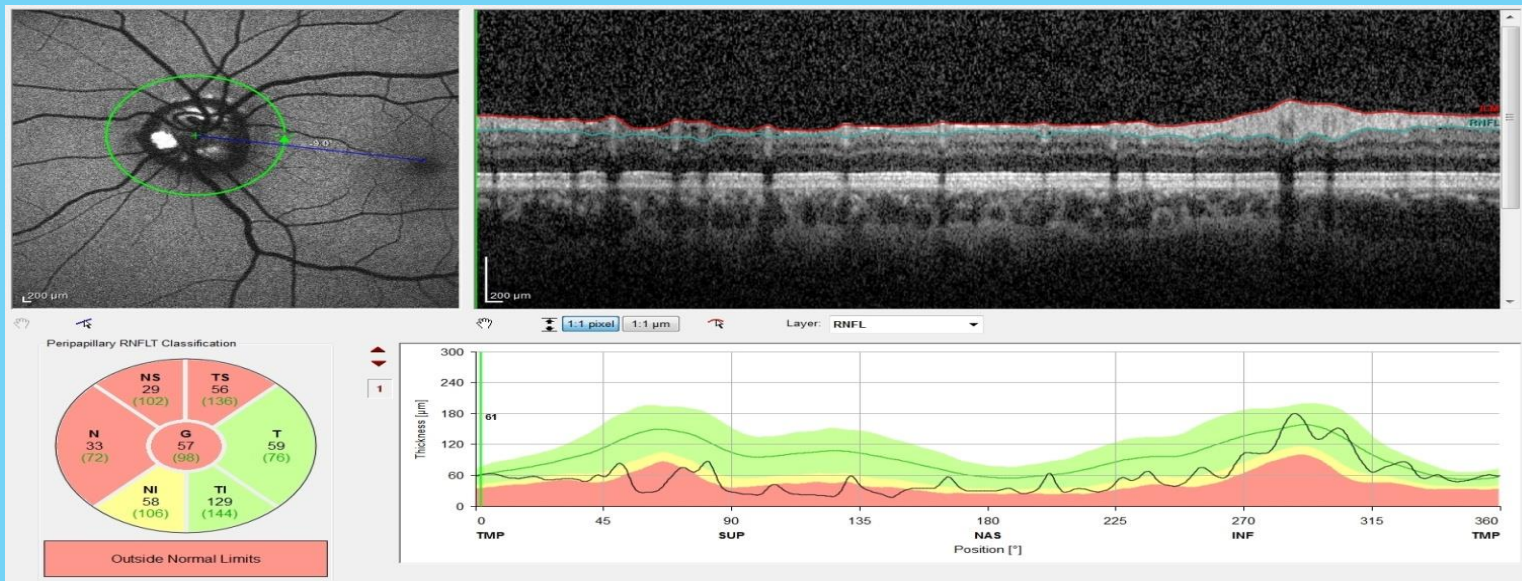 -9.0°
200 µm
200 µm
RNFL
1:1 pixel
1:1 µm
Layer:
RNFL
Peripapillary RNFLT Classification
NS
29
(102)
TS
56
(136)
N
33
(72)
G
57
(98)
T
59
(76)
NI
58
(106)
TI
129
(144)
Outside Normal Limits
1
Thickness [µm]
300
240
180
120
60
0
61
0
45
90
135
180
225
270
315
360
TMP
SUP
NAS
INF
TMP
Position [°]